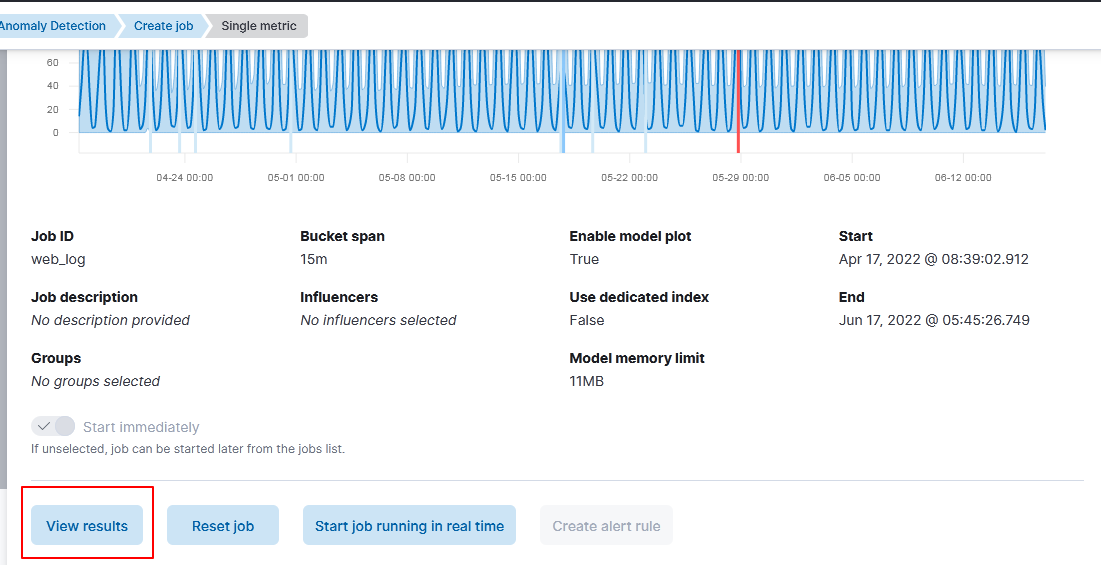 Anomaly Detection Create job Single metric
60
40
20
0
04-24 00:00 05-01 00:00 05-08 00:00 05-15 00:00 05-22 00:00 05-29 00:00 06-05 00:00 06-12 00:00
Job ID Bucket span Enable model plot Start
web_log 15m True Apr 17, 2022 @ 08:39:02.912
Job description Influencers Use dedicated index End
No description provided No influencers selected False Jun 17, 2022 @ 05:45:26.749
Groups Model memory limit
No groups selected 11MB
Start immediately
If unselected, job can be started later from the jobs list.
View results Reset job Start job running in real time Create alert rule